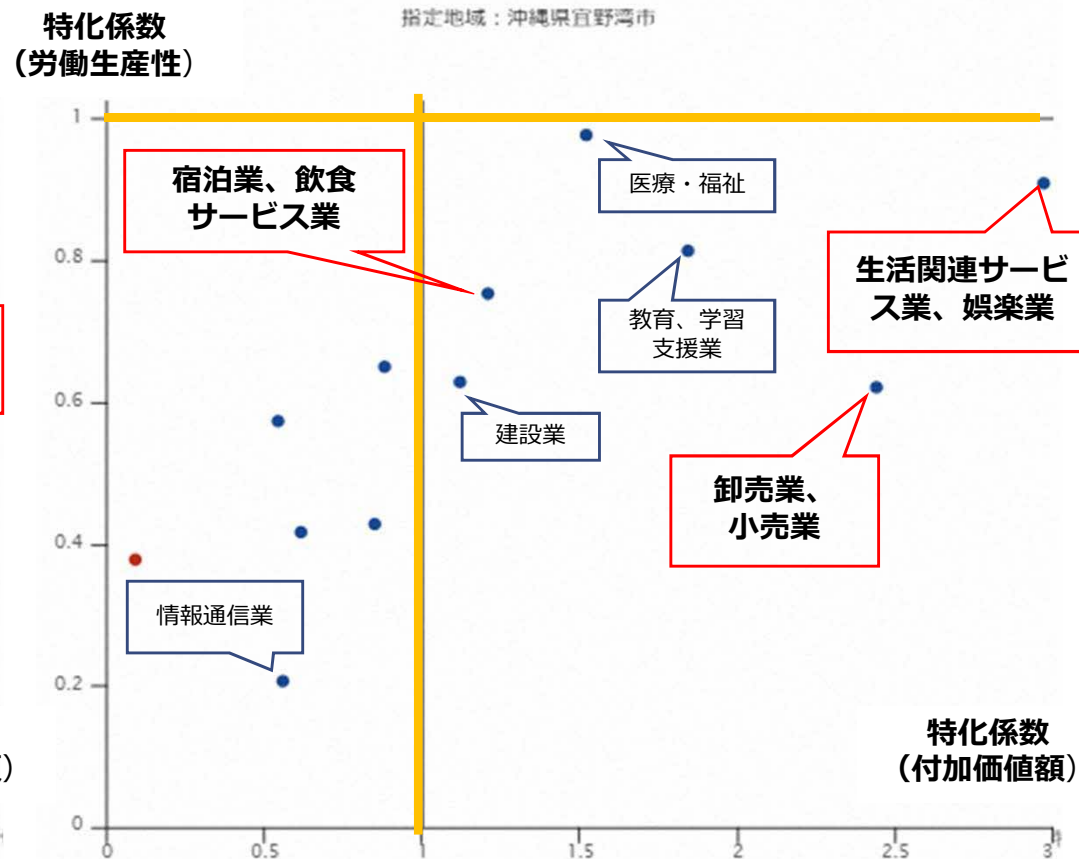 指定地域：沖縄県宜野湾市
特化係数
（労働生産性）
1
宿泊業、飲食
サービス業
医療・福祉
0.8
生活関連サービ
ス業、娯楽業
教育、学習
支援業
0.6
建設業
卸売業、
小売業
0.4
情報通信業
0.2
特化係数
（付加価値額）
）
0
0
0.5
1
1.5
2
2.5
3